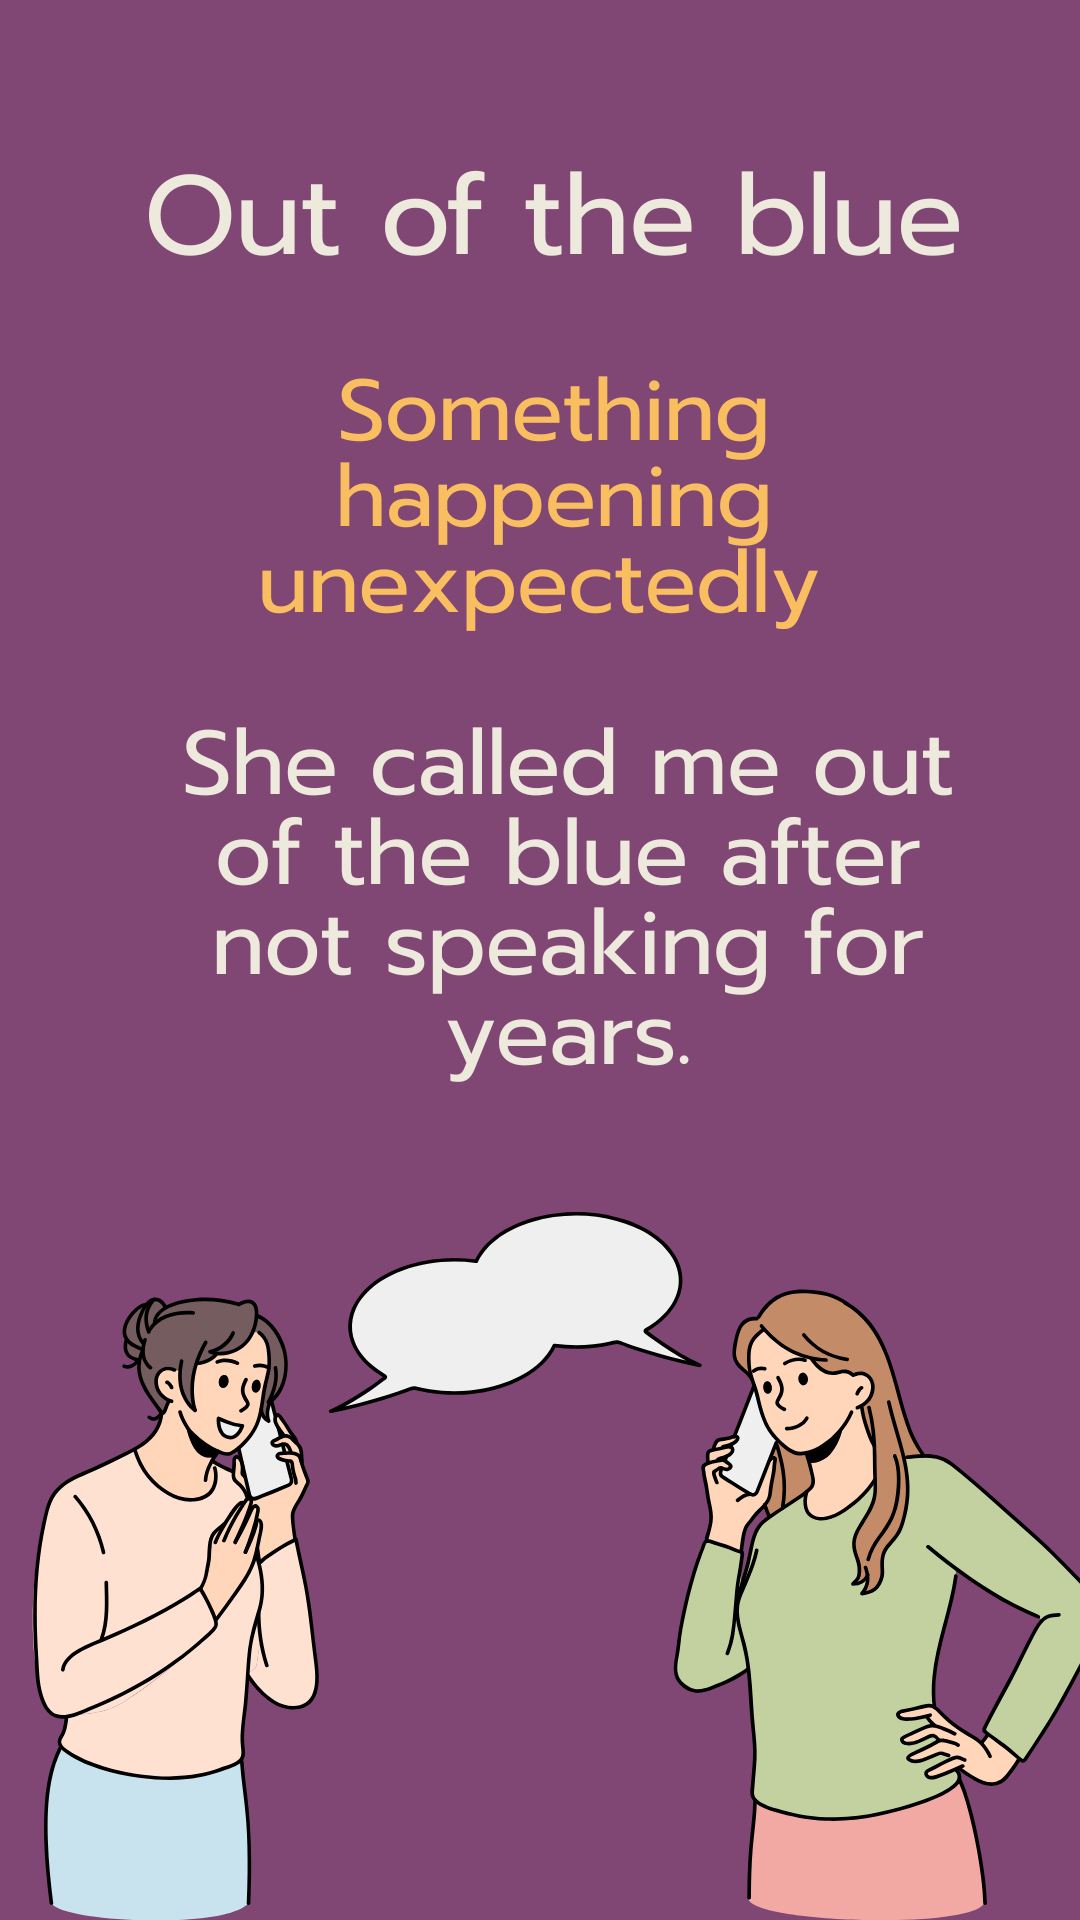 Out of the blue
Something
happening
unexpectedly
She called me out
of the blue after
not speaking for
years.